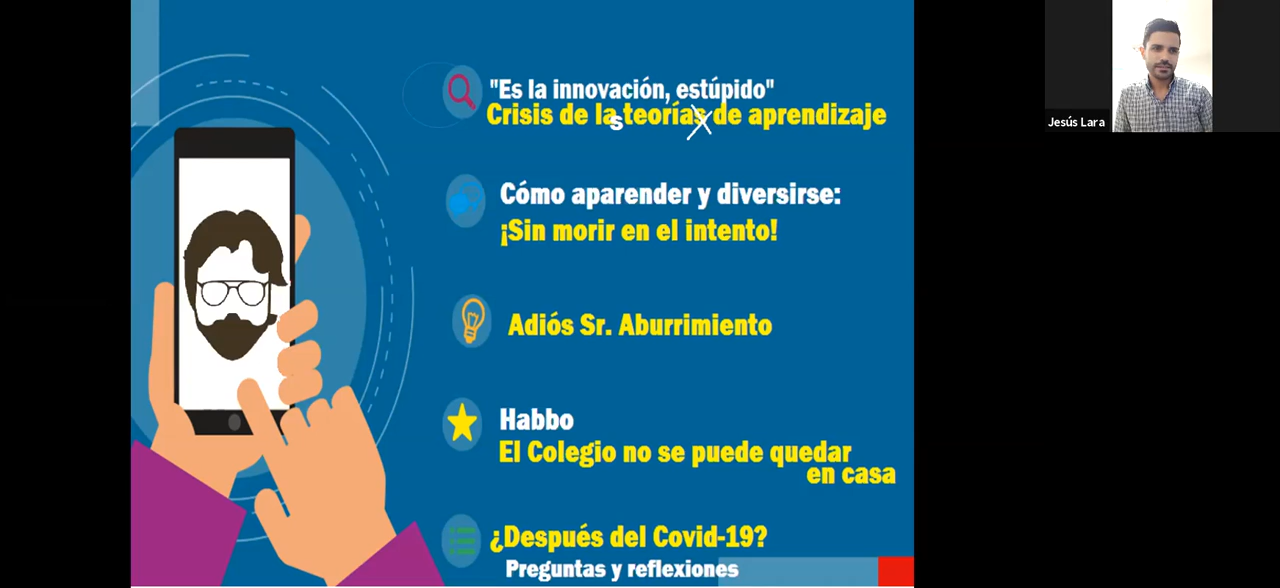 "Es la innovación, estúpido"
Crisis de las teorías de aprendizaje
Cómo aparender y diversirse:
¡Sin morir en el intento!
Adiós Sr. Aburrimiento
Habbo
El Colegio no se puede quedar
en casa
¿Después del Covid-19?
Preguntas y reflexiones
Jesús Lara